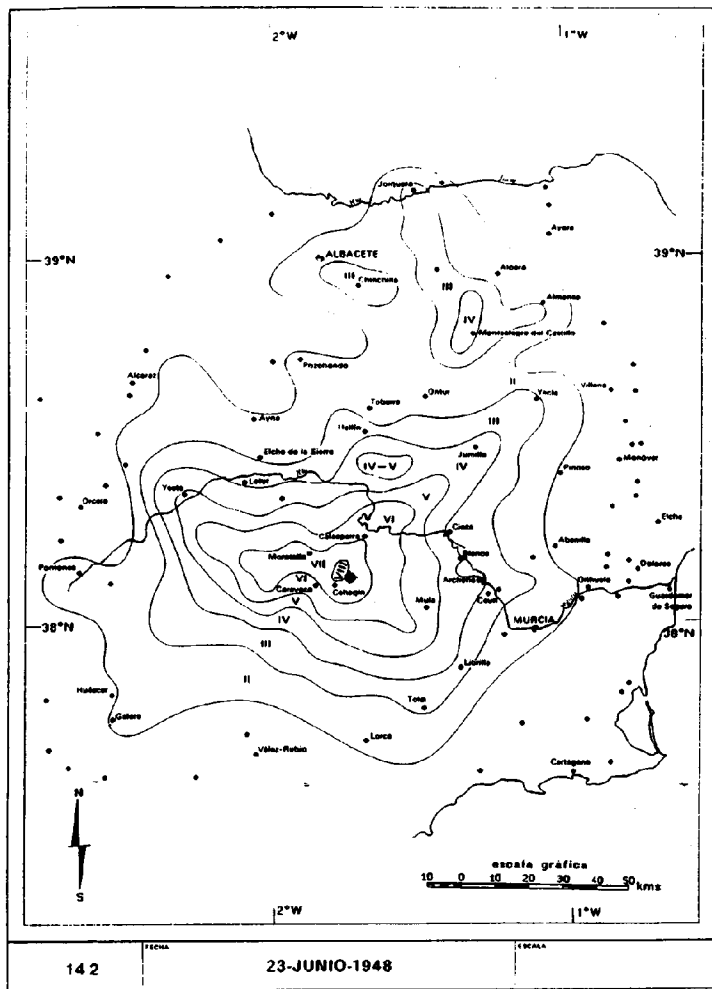 2°W 1°W
Jorquera
Ayora
39°N ALBACETE 39°N
III Chinchilla
Alpera
III
Almansa
IV
Montealegre del Castillo
Pozohondo
Alcaraz
II
Yecla
Villena
Tobarra
Ontur
Ayna
III
Hellín
Elche de la Sierra
IV-V
IV
Jumilla
Monóvar
Pinoso
Yeste
Letur
V
Orcera
VI
Elche
Calasparra
Cieza
Abanilla
Moratalla
VII
Blanca
Dolores
Pontones
VI
Caravaca
Cehegín
Archena
Ceuti
Orihuela
V
Mula
Guardamar
de Segura
IV
MURCIA
38°N 38°N
III
Librilla
II
Huéscar
Totana
Galera
Lorca
Vélez-Rubio
Cartagena
N
S
escala gráfica
10 0 10 20 30 40 50 kms
2°W 1°W
FECHA ESCALA
142 23-JUNIO-1948